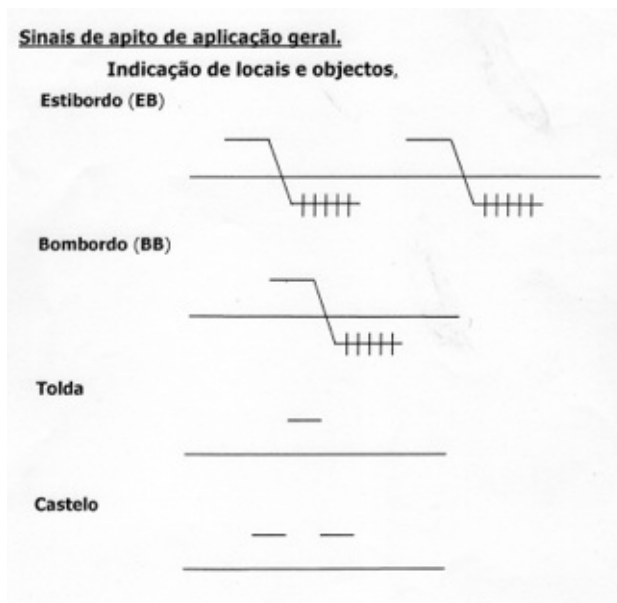 Sinais de apito de aplicação geral.
Indicação de locais e objectos,
Estibordo (EB)
Bombordo (BB)
Tolda
Castelo